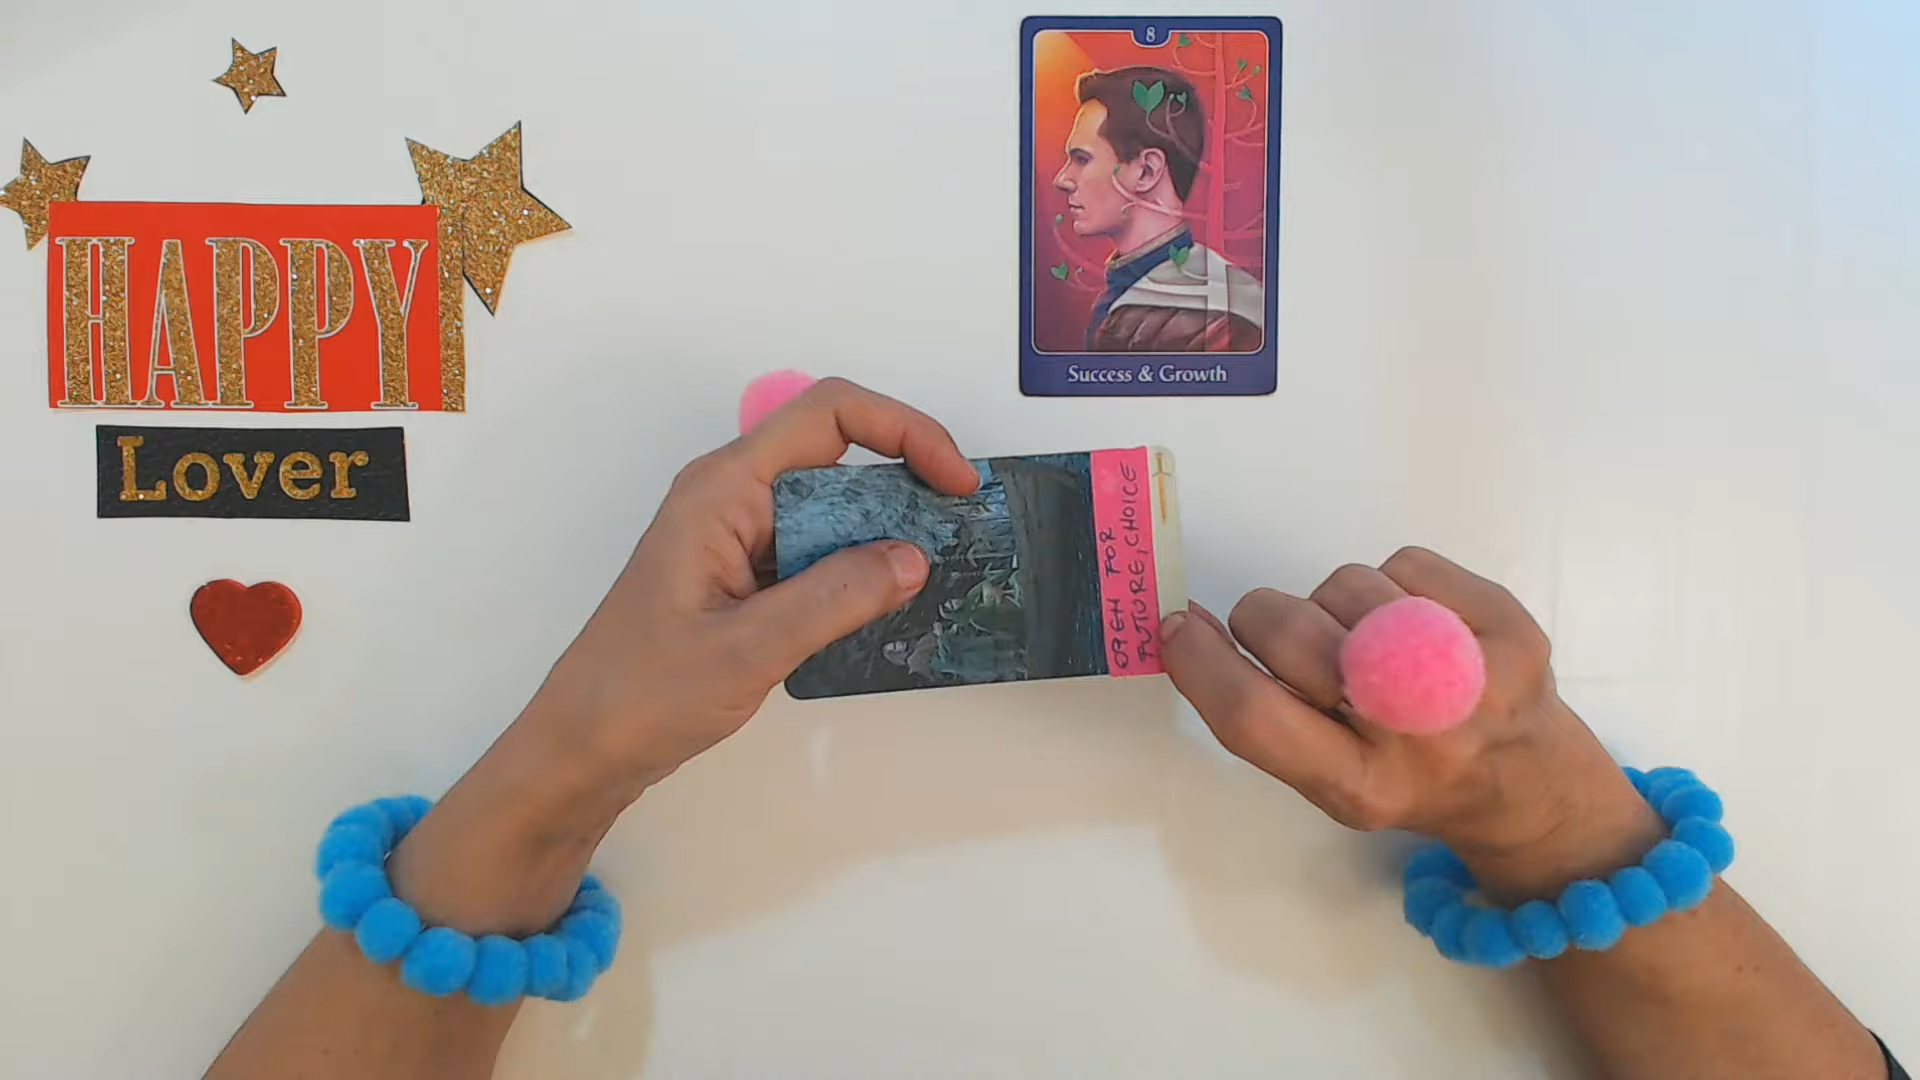 HAPPY
Lover
8
Success & Growth
OPEN FOR
FUTURE, CHOICE